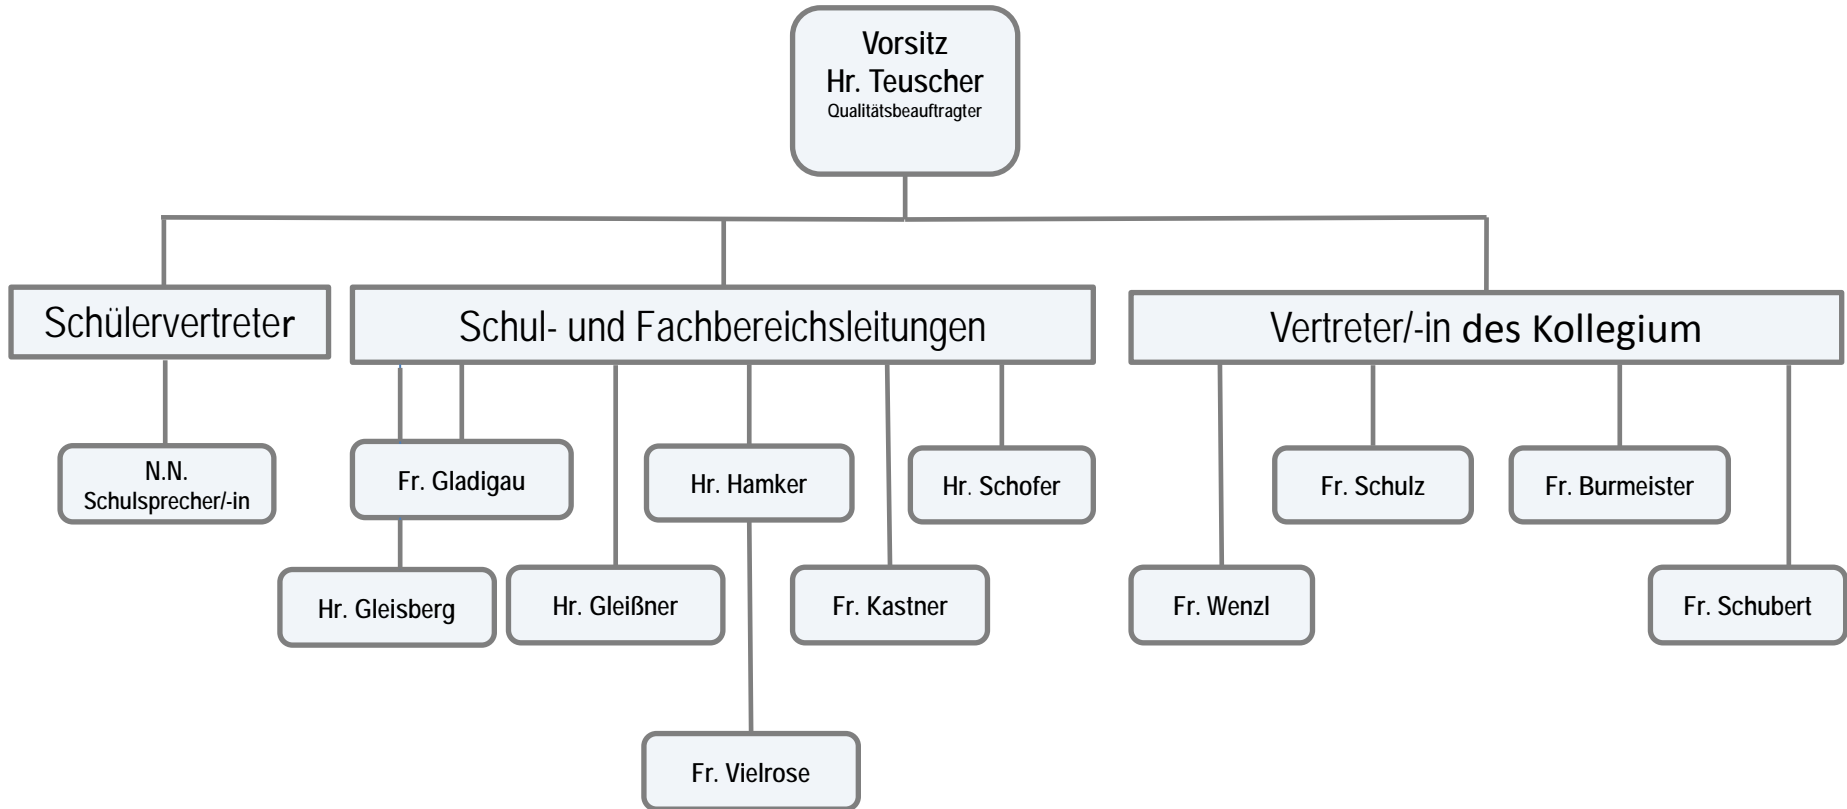 Vorsitz
Hr. Teuscher
Qualitätsbeauftragter
Schülervertreter
Schul- und Fachbereichsleitungen
Vertreter/-in des Kollegium
N.N.
Schulsprecher/-in
Fr. Gladigau
Hr. Hamker
Hr. Schofer
Fr. Schulz
Fr. Burmeister
Hr. Gleisberg
Hr. Gleißner
Fr. Kastner
Fr. Wenzl
Fr. Schubert
Fr. Vielrose